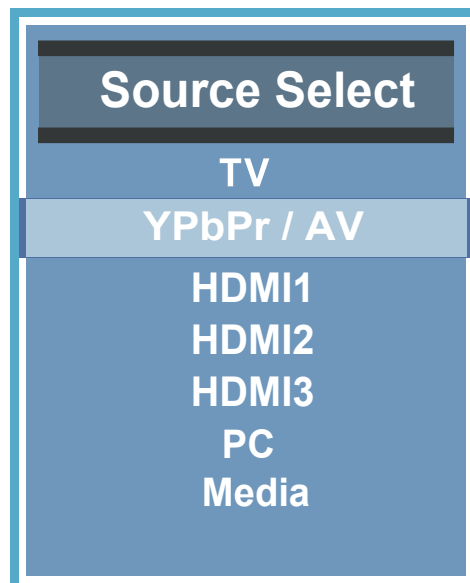 Source Select
TV
YPbPr / AV
HDMI1
HDMI2
HDMI3
PC
Media